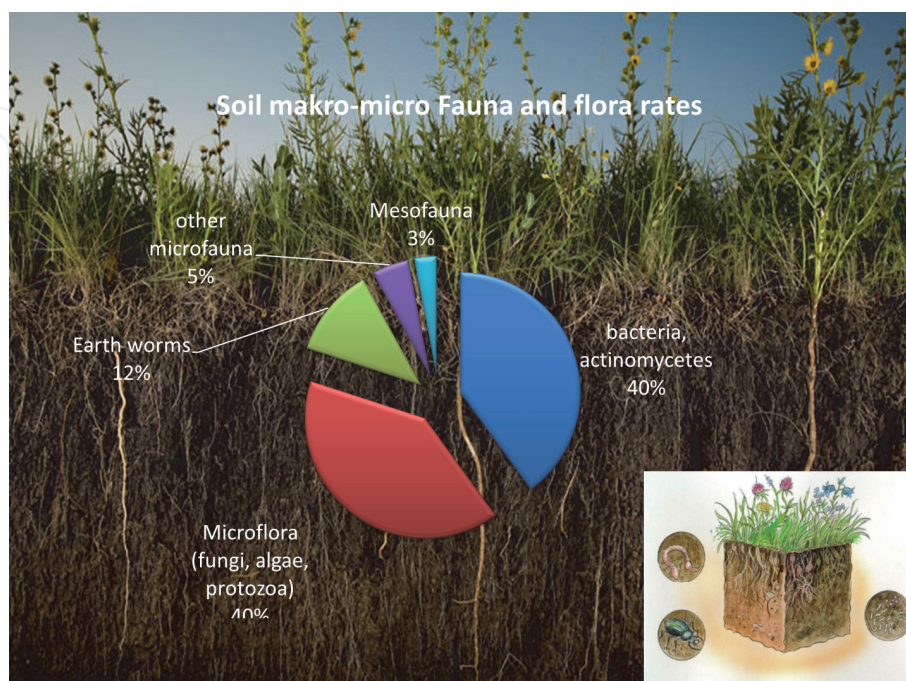 Soil makro-micro Fauna and flora rates
Mesofauna
3%
other
microfauna
5%
Earth worms
12%
bacteria,
actinomycetes
40%
Microflora
(fungi, algae,
protozoa)
40%